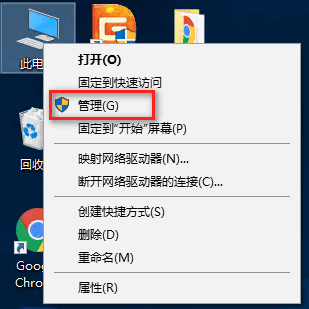 此电
打开(O)
固定到快速访问
管理(G)
固定到"开始"屏幕(P)
映射网络驱动器(N)...
断开网络驱动器的连接(C)...
创建快捷方式(S)
删除(D)
重命名(M)
属性(R)
回收
Goog
Chro